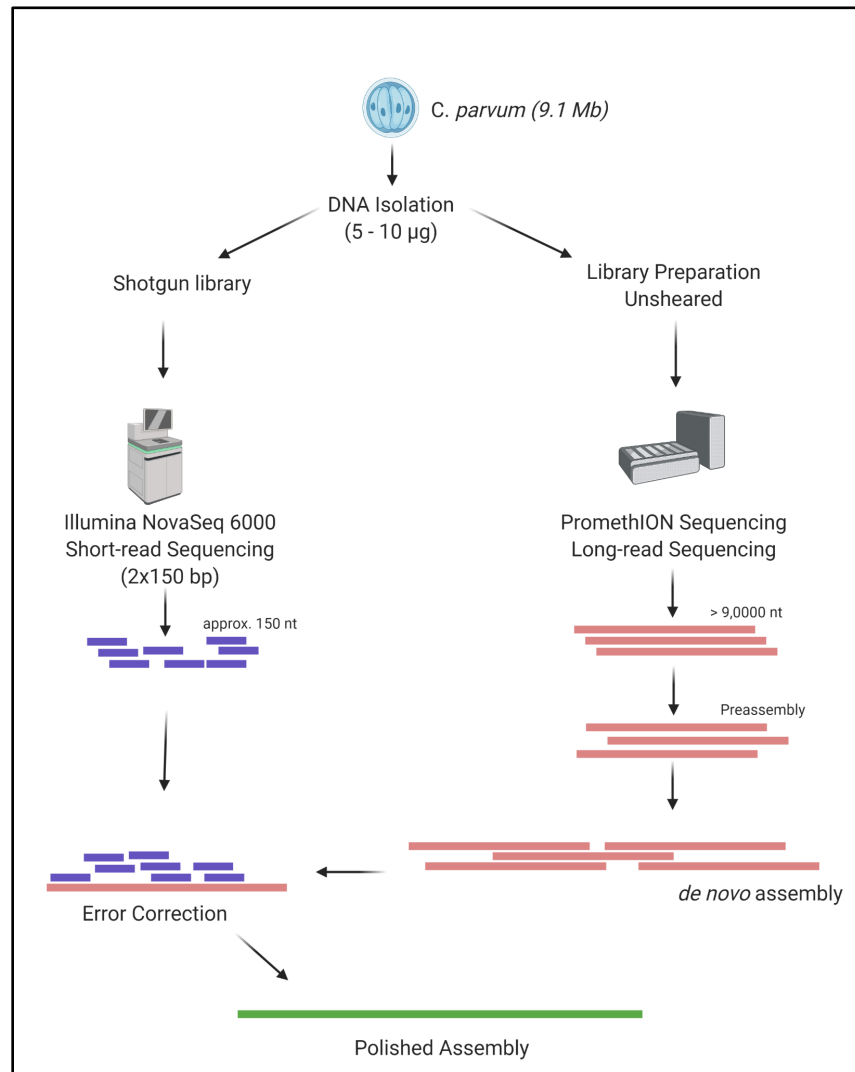 C. parvum (9.1 Mb)
DNA Isolation
(5 - 10 µg)
Shotgun library
Library Preparation
Unsheared
Illumina NovaSeq 6000
Short-read Sequencing
(2x150 bp)
PromethION Sequencing
Long-read Sequencing
approx. 150 nt
> 9,0000 nt
Preassembly
de novo assembly
Error Correction
Polished Assembly